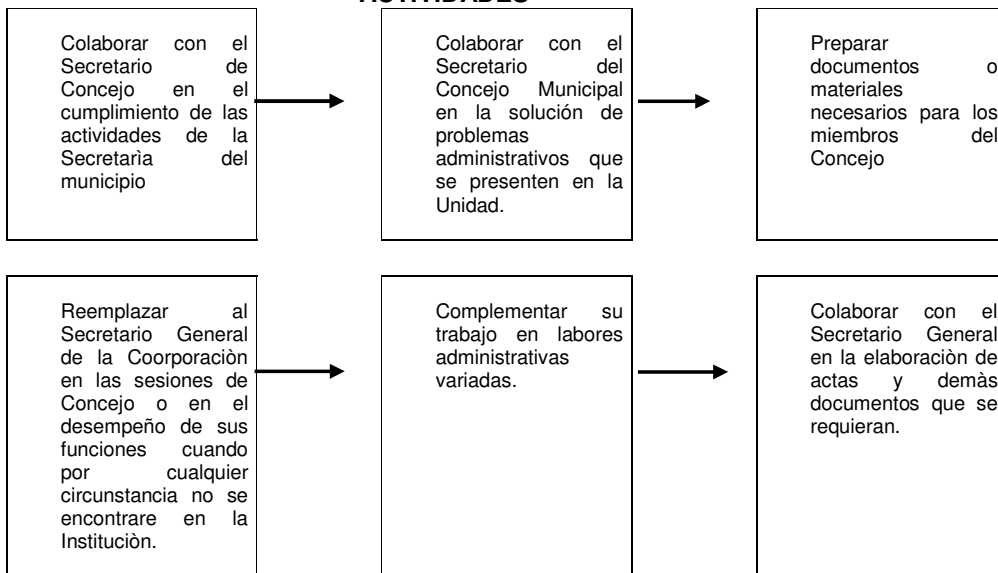 ACTIVIDADES
Colaborar con el
Secretario de
Concejo en el
cumplimiento de las
actividades de la
Secretarìa del
municipio
Colaborar con el
Secretario del
Concejo Municipal
en la solución de
problemas
administrativos que
se presenten en la
Unidad.
Preparar
documentos o
materiales
necesarios para los
miembros del
Concejo
Reemplazar al
Secretario General
de la Coorporaciòn
en las sesiones de
Concejo o en el
desempeño de sus
funciones cuando
por cualquier
circunstancia no se
encontrare en la
Instituciòn.
Complementar su
trabajo en labores
administrativas
variadas.
Colaborar con el
Secretario General
en la elaboraciòn de
actas y demàs
documentos que se
requieran.